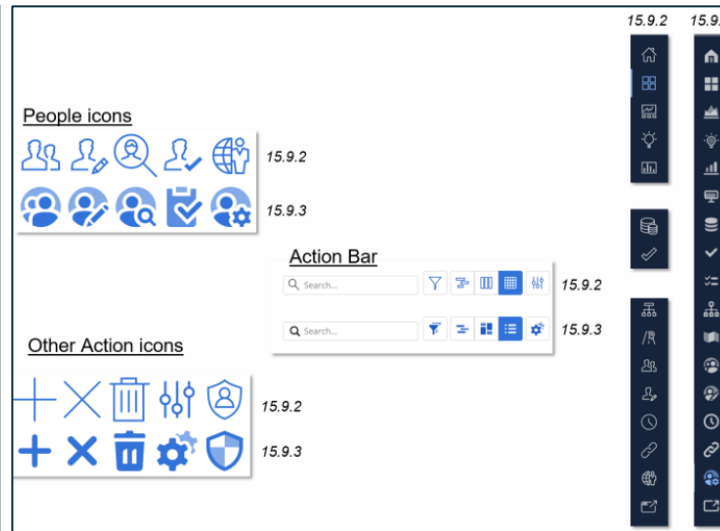 15.9.2 15.9.
People icons
15.9.2
15.9.3
Action Bar
Search...
15.9.2
Search...
15.9.3
Other Action icons
15.9.2
15.9.3